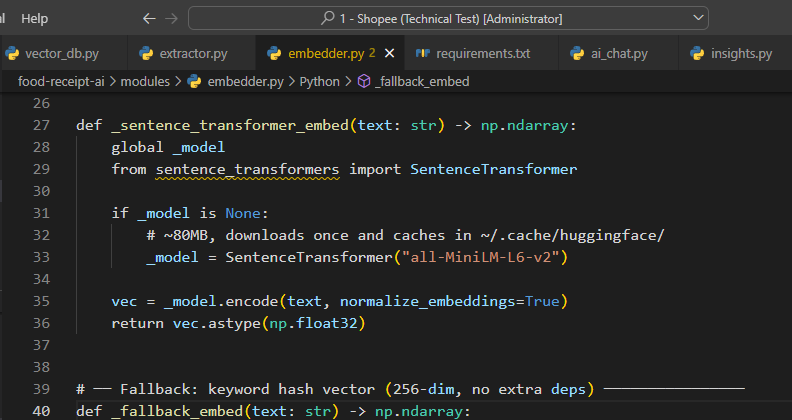 Help
1 - Shopee (Technical Test) [Administrator]
vector_db.py extractor.py embedder.py 2 requirements.txt ai_chat.py insights.py
food-receipt-ai > modules > embedder.py > Python > _fallback_embed
26
27 def _sentence_transformer_embed(text: str) -> np.ndarray:
28     global _model
29     from sentence_transformers import SentenceTransformer
30
31     if _model is None:
32         # ~80MB, downloads once and caches in ~/.cache/huggingface/
33         _model = SentenceTransformer("all-MiniLM-L6-v2")
34
35     vec = _model.encode(text, normalize_embeddings=True)
36     return vec.astype(np.float32)
37
38
39 # —— Fallback: keyword hash vector (256-dim, no extra deps) ——————————
40 def _fallback_embed(text: str) -> np.ndarray: